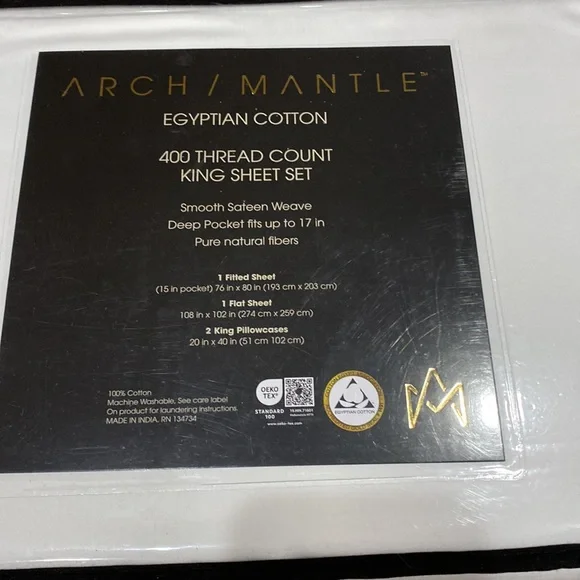 ARCH / MANTLE™
EGYPTIAN COTTON
400 THREAD COUNT
KING SHEET SET
Smooth Sateen Weave
Deep Pocket fits up to 17 in
Pure natural fibers
1 Fitted Sheet
(15 in pocket) 76 in x 80 in (193 cm x 203 cm)
1 Flat Sheet
108 in x 102 in (274 cm x 259 cm)
2 King Pillowcases
20 in x 40 in (51 cm 102 cm)
100% Cotton
Machine Washable, See care label
On product for laundering instructions.
MADE IN INDIA, RN 134734
OEKO
TEX®
STANDARD
100
www.oeko-tex.com
EGYPTIAN COTTON